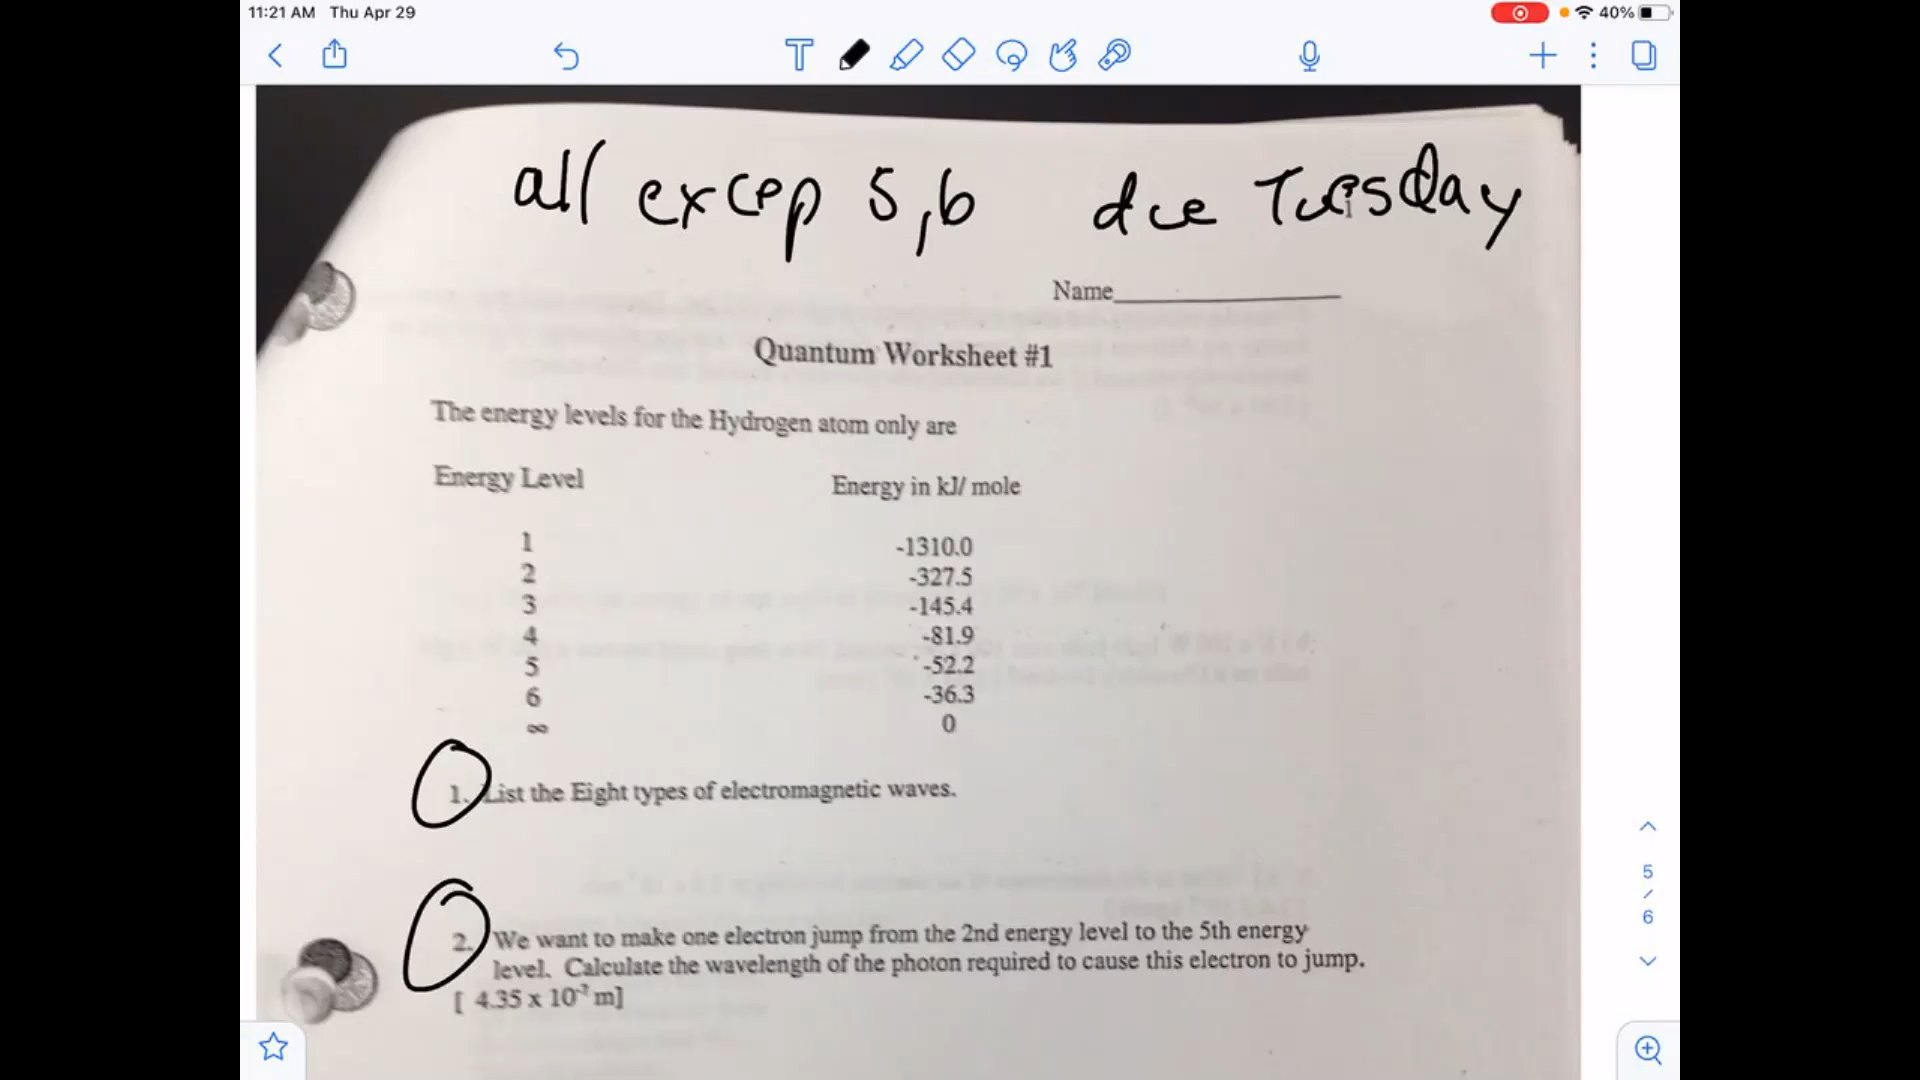 11:21 AM Thu Apr 29
40%
all excep 5,6 due Tuesday
Name
Quantum Worksheet #1
The energy levels for the Hydrogen atom only are
Energy Level Energy in kJ/ mole
1 -1310.0
2 -327.5
3 -145.4
4 -81.9
5 -52.2
6 -36.3
∞ 0
1. List the Eight types of electromagnetic waves.
2. We want to make one electron jump from the 2nd energy level to the 5th energy
level. Calculate the wavelength of the photon required to cause this electron to jump.
[ 4.35 x 10⁻⁷ m]
5
/
6